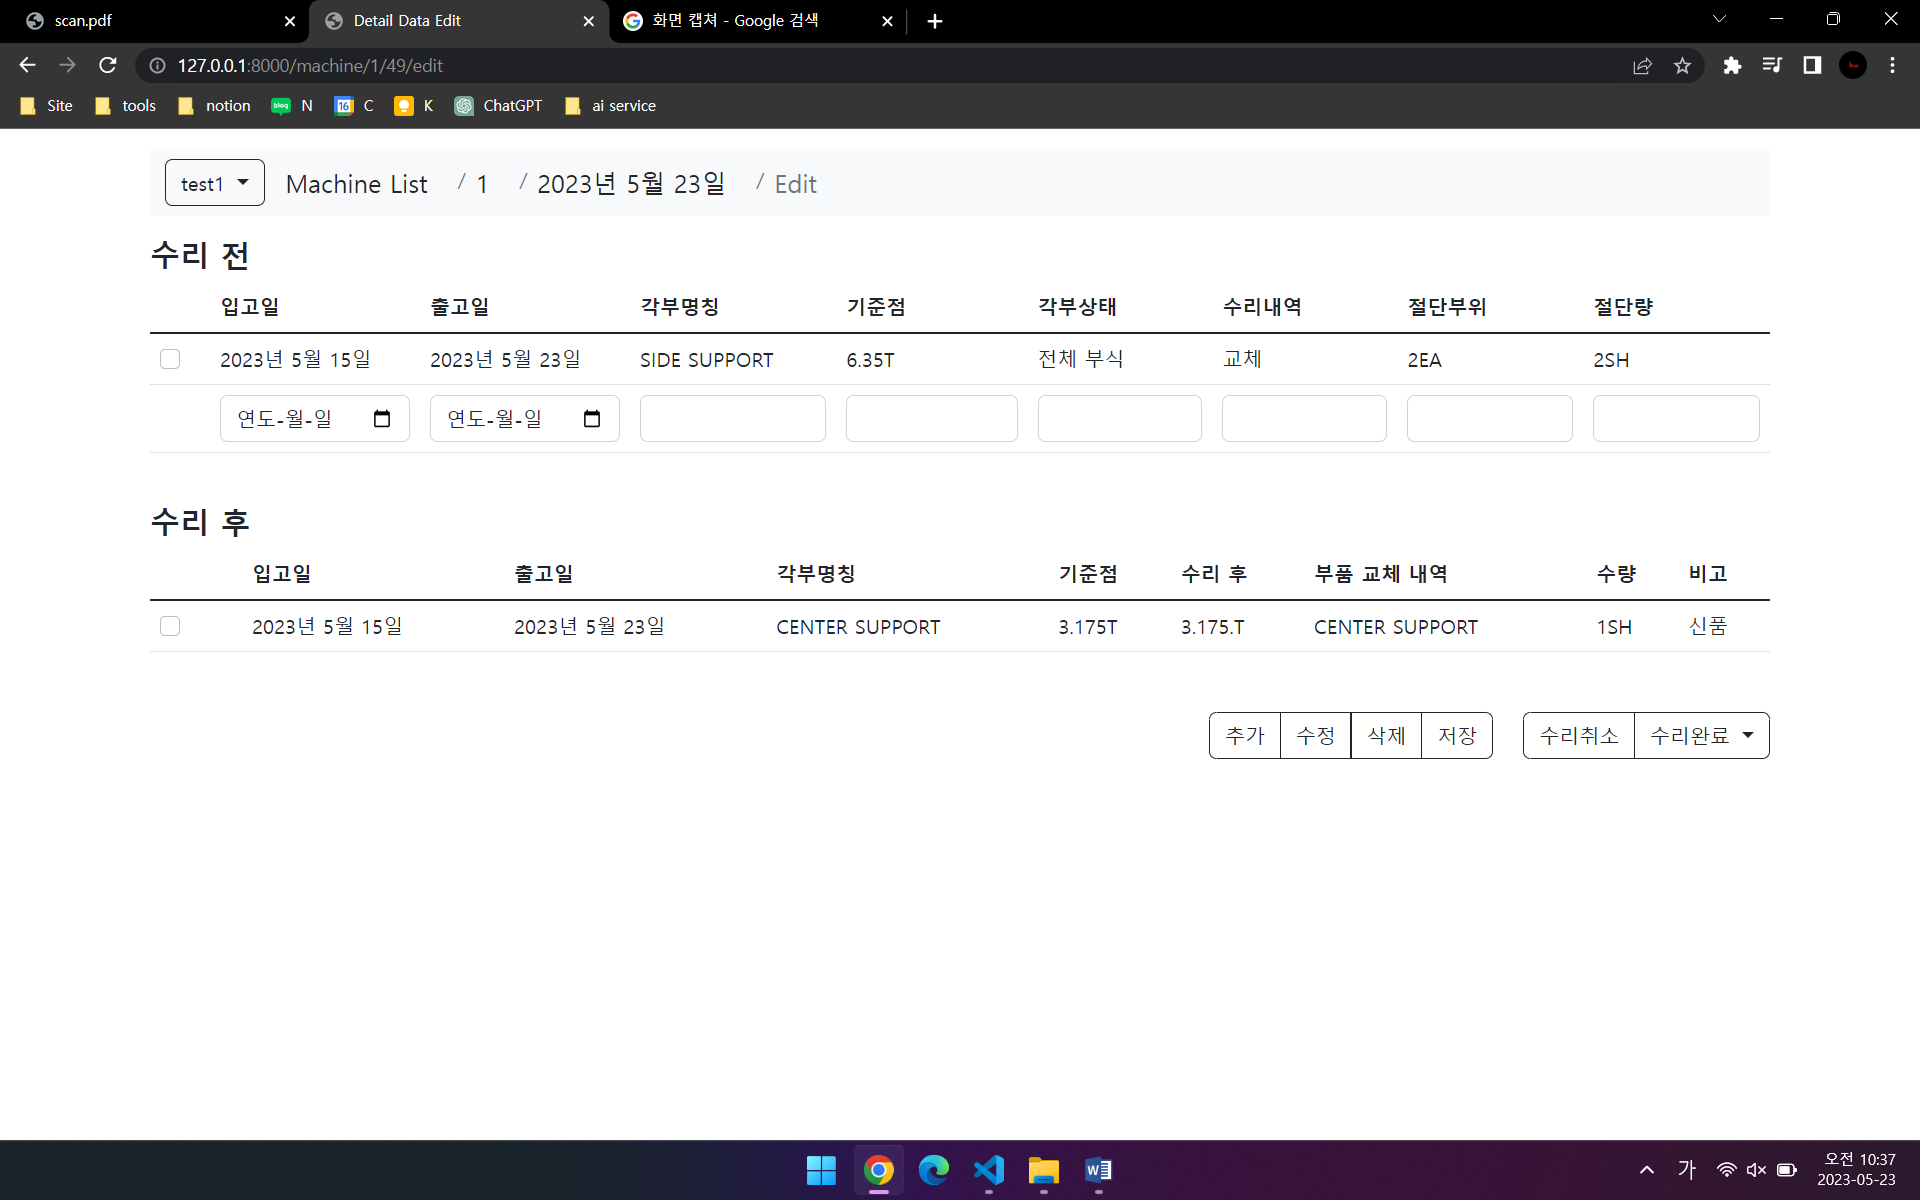 scan.pdf
Detail Data Edit
화면 캡쳐 - Google 검색
127.0.0.1:8000/machine/1/49/edit
Site tools notion blog N 16 C K ChatGPT ai service
test1 Machine List / 1 / 2023년 5월 23일 / Edit
수리 전
입고일 출고일 각부명칭 기준점 각부상태 수리내역 절단부위 절단량
2023년 5월 15일 2023년 5월 23일 SIDE SUPPORT 6.35T 전체 부식 교체 2EA 2SH
연도-월-일 연도-월-일
수리 후
입고일 출고일 각부명칭 기준점 수리 후 부품 교체 내역 수량 비고
2023년 5월 15일 2023년 5월 23일 CENTER SUPPORT 3.175T 3.175.T CENTER SUPPORT 1SH 신품
추가 수정 삭제 저장 수리취소 수리완료
W 가 오전 10:37
2023-05-23